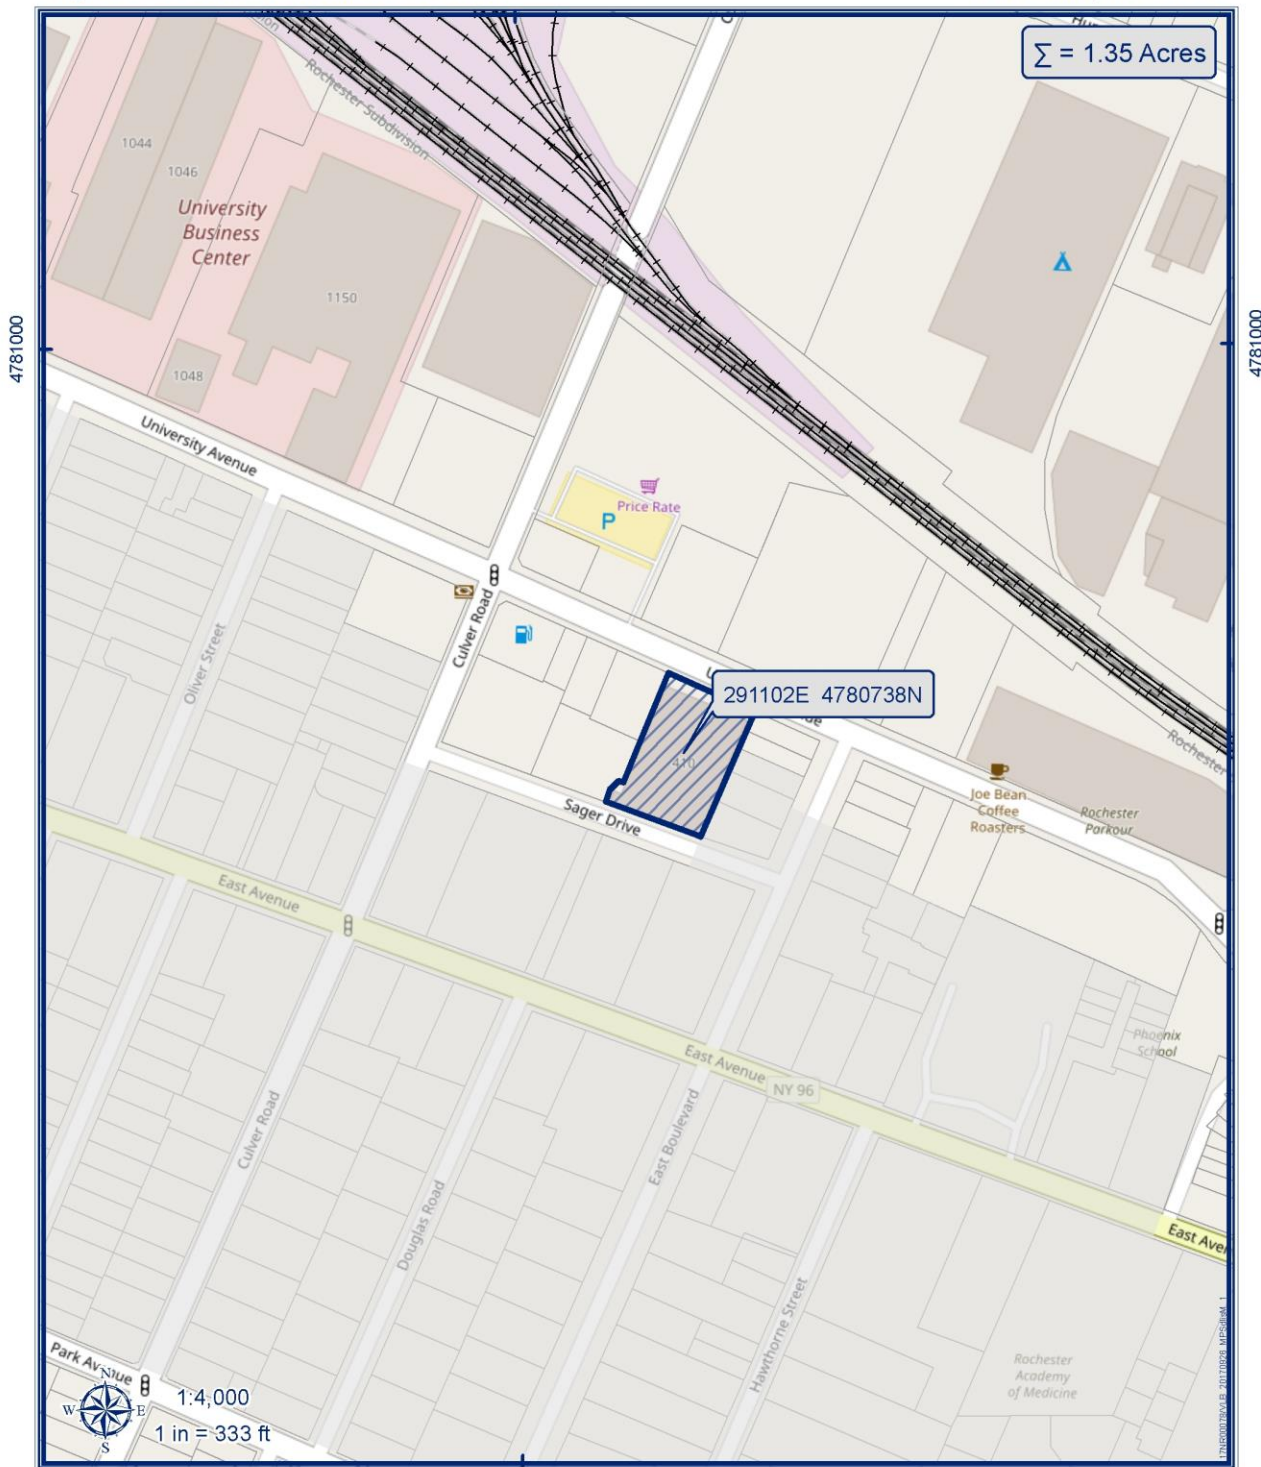 Σ = 1.35 Acres
Rochester Subdivision
1044
1046
University
Business
Center
1150
1048
4781000
4781000
University Avenue
Price Rate
P
Culver Road
Oliver Street
291102E 4780738N
410
Sager Drive
Joe Bean
Coffee
Roasters
Rochester
Parkour
Rochester
East Avenue
East Avenue
NY 96
Phoenix
School
Culver Road
Douglas Road
East Boulevard
Hawthorne Street
East Aven
Rochester
Academy
of Medicine
Park Avenue
N
W
E
S
1:4,000
1 in = 333 ft